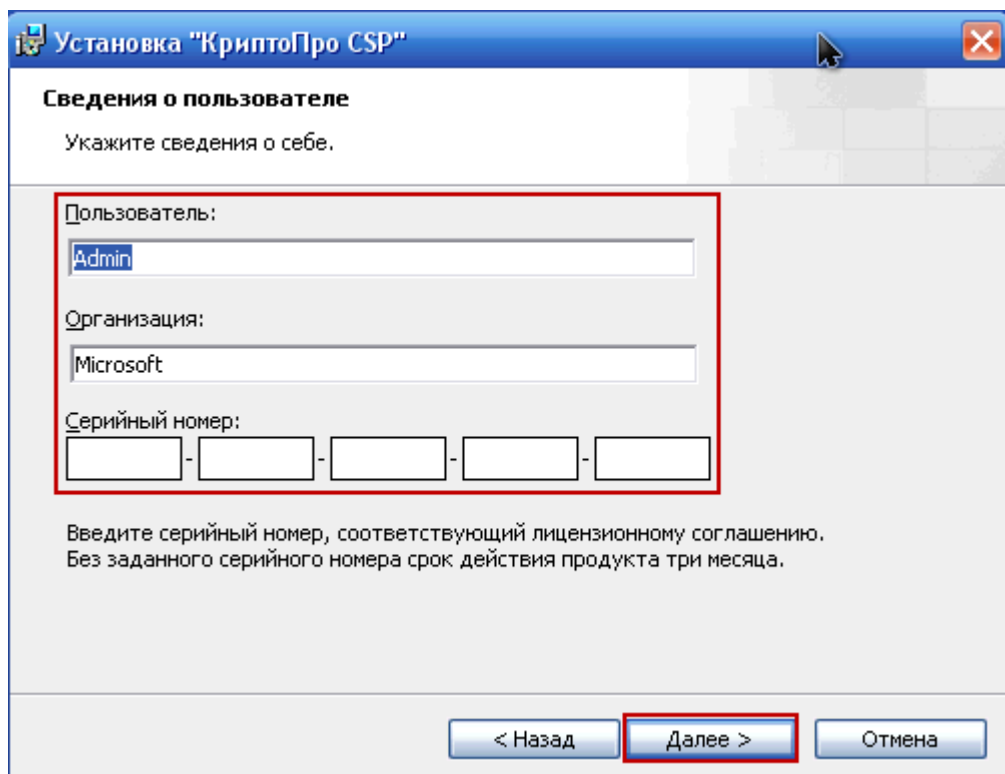 Установка "КриптоПро CSP"
Сведения о пользователе
Укажите сведения о себе.
Пользователь:
Admin
Организация:
Microsoft
Серийный номер:
- - - -
Введите серийный номер, соответствующий лицензионному соглашению.
Без заданного серийного номера срок действия продукта три месяца.
< Назад Далее > Отмена